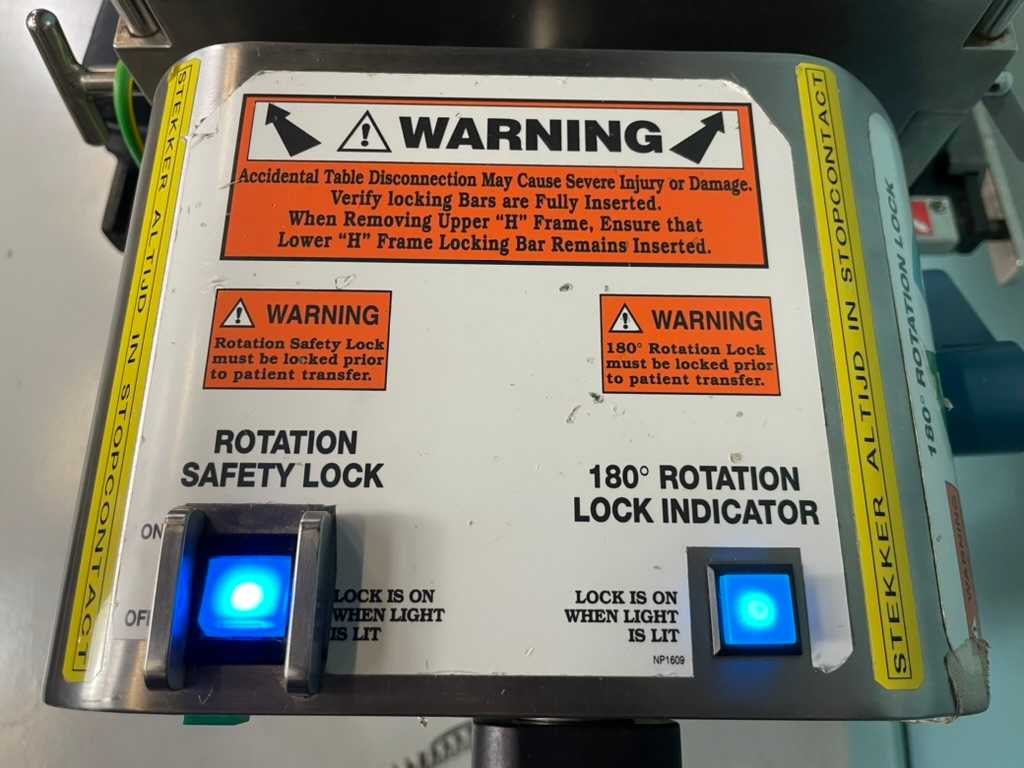 STEKKER ALTIJD IN STOPCONTACT
WARNING
Accidental Table Disconnection May Cause Severe Injury or Damage.
Verify locking Bars are Fully Inserted.
When Removing Upper “H” Frame, Ensure that
Lower “H” Frame Locking Bar Remains Inserted.
WARNING
Rotation Safety Lock
must be locked prior
to patient transfer.
WARNING
180° Rotation Lock
must be locked prior
to patient transfer.
ROTATION
SAFETY LOCK
ON
LOCK IS ON
WHEN LIGHT
IS LIT
180° ROTATION
LOCK INDICATOR
LOCK IS ON
WHEN LIGHT
IS LIT
NP1609
STEKKER ALTIJD IN STOPCONTACT
180° ROTATION LOCK
WARNING